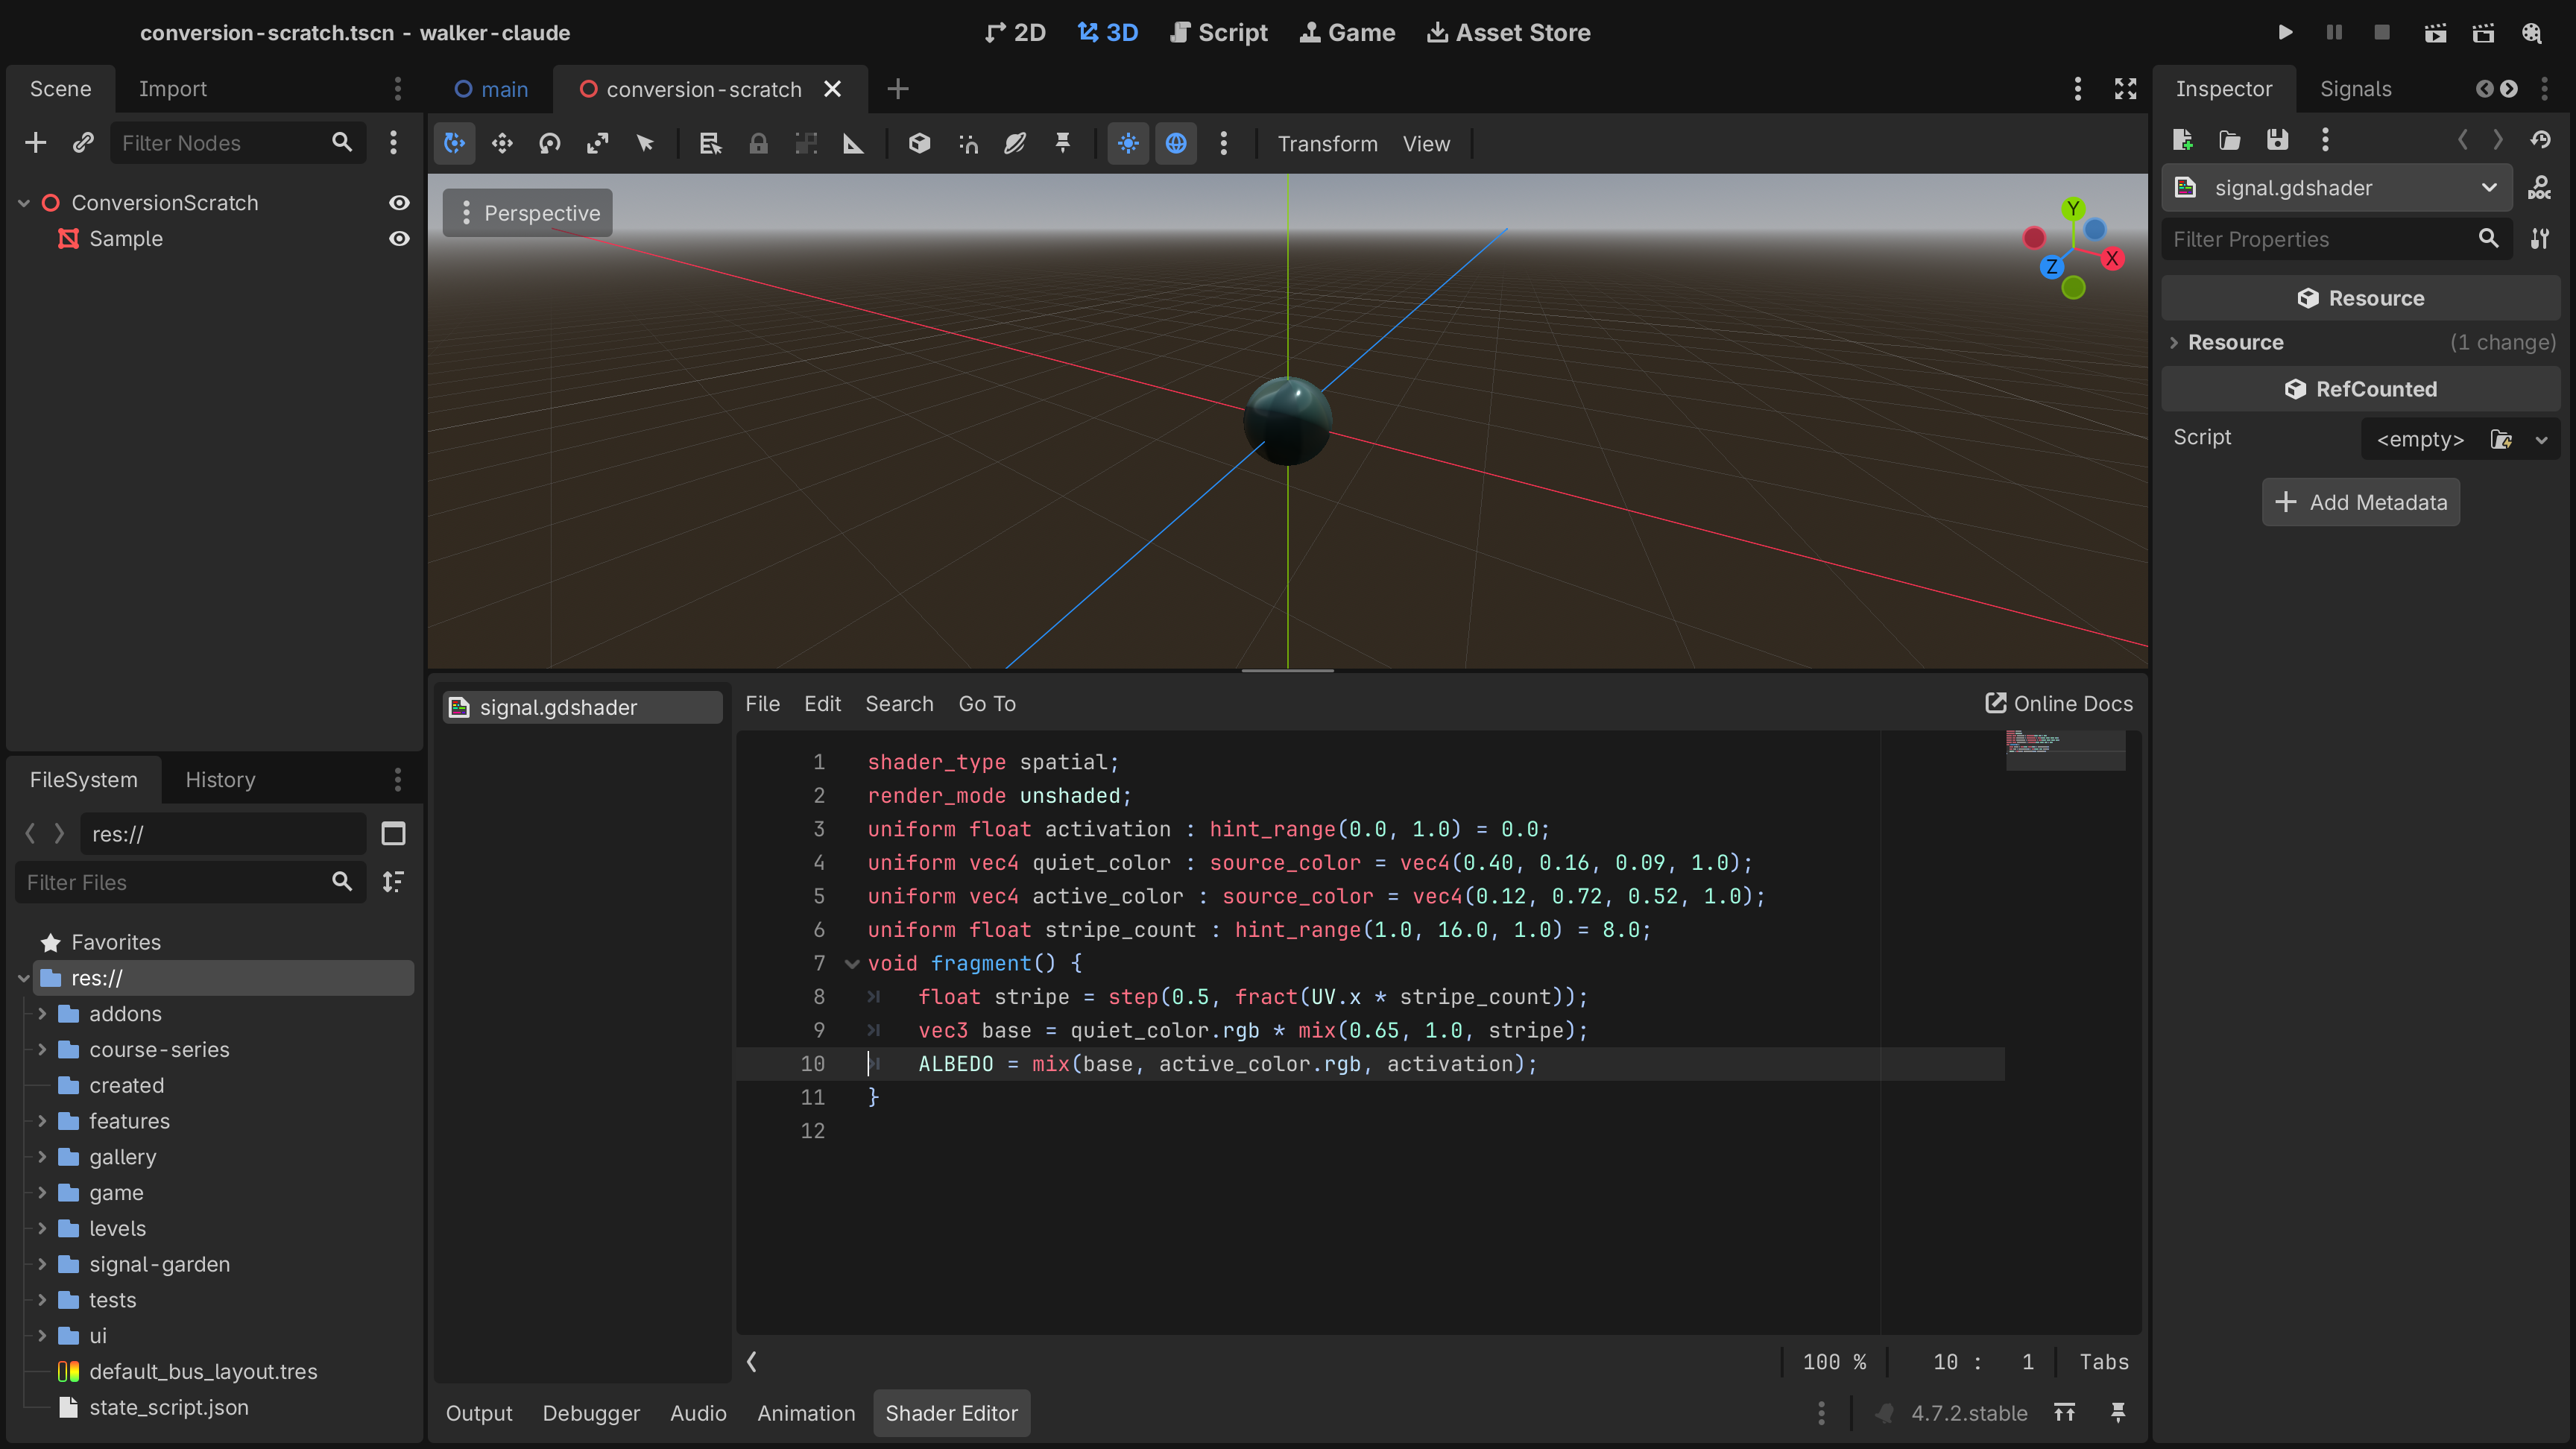 conversion-scratch.tscn - walker-claude
2D 3D Script Game Asset Store
Scene Import
Filter Nodes
ConversionScratch
Sample
main conversion-scratch
Transform View
Perspective
Y
X
Z
signal.gdshader
File Edit Search Go To
Online Docs
1 shader_type spatial;
2 render_mode unshaded;
3 uniform float activation : hint_range(0.0, 1.0) = 0.0;
4 uniform vec4 quiet_color : source_color = vec4(0.40, 0.16, 0.09, 1.0);
5 uniform vec4 active_color : source_color = vec4(0.12, 0.72, 0.52, 1.0);
6 uniform float stripe_count : hint_range(1.0, 16.0, 1.0) = 8.0;
7 void fragment() {
8 float stripe = step(0.5, fract(UV.x * stripe_count));
9 vec3 base = quiet_color.rgb * mix(0.65, 1.0, stripe);
10 ALBEDO = mix(base, active_color.rgb, activation);
11 }
12
100 % 10 : 1 Tabs
Output Debugger Audio Animation Shader Editor
4.7.2.stable
FileSystem History
res://
Filter Files
Favorites
res://
addons
course-series
created
features
gallery
game
levels
signal-garden
tests
ui
default_bus_layout.tres
state_script.json
Inspector Signals
signal.gdshader
DOC
Filter Properties
Resource
Resource (1 change)
RefCounted
Script <empty>
Add Metadata